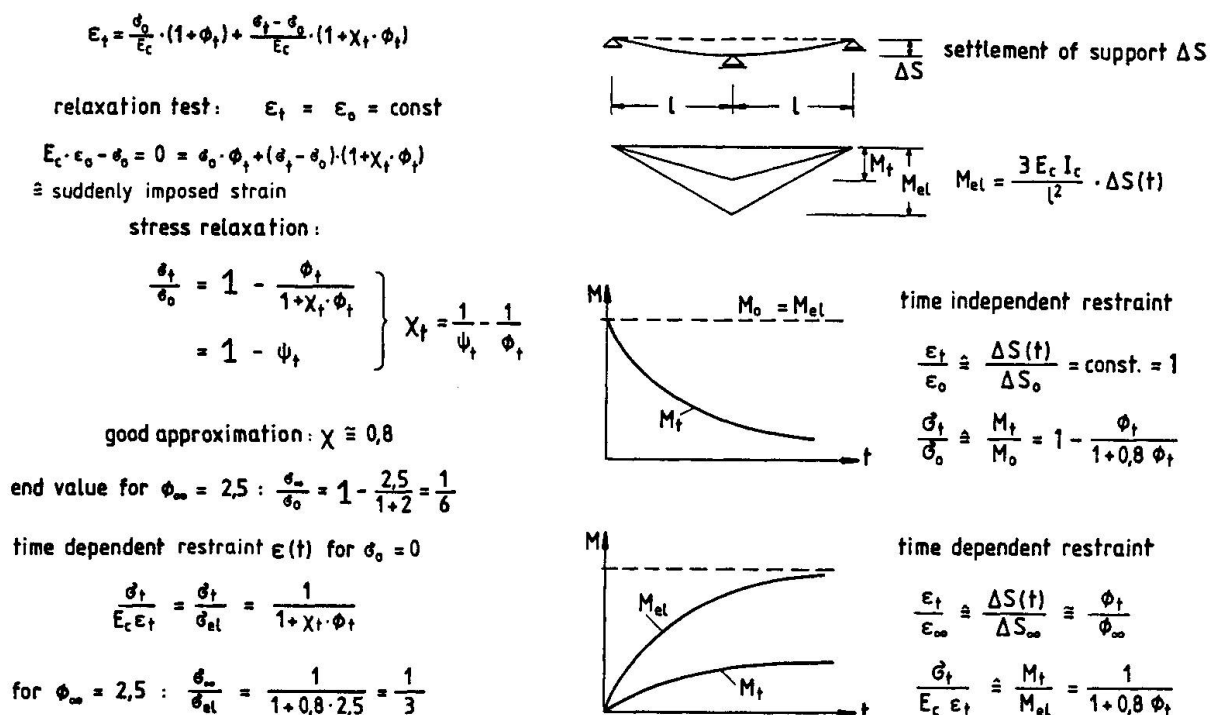 εt = σ0/Ec · (1+ϕt) + (σt - σ0)/Ec · (1+χt · ϕt)
relaxation test: εt = ε0 = const
Ec · ε0 - σ0 = 0 = σ0 · ϕt + (σt - σ0) · (1+χt · ϕt)
≙ suddenly imposed strain
stress relaxation :
σt/σ0 = 1 - ϕt/(1+χt · ϕt)
= 1 - ψt
χt = 1/ψt - 1/ϕt
good approximation : χ ≅ 0,8
end value for ϕ∞ = 2,5 : σ∞/σ0 = 1 - 2,5/(1+2) = 1/6
time dependent restraint ε(t) for σ0 = 0
σt/(Ec εt) = σt/σel = 1/(1+χt · ϕt)
for ϕ∞ = 2,5 : σ∞/σel = 1/(1+0,8 · 2,5) = 1/3
settlement of support ΔS
ΔS
l
l
Mt
Mel
Mel = (3 Ec Ic)/l² · ΔS(t)
M
M0 = Mel
Mt
t
time independent restraint
εt/ε0 ≙ ΔS(t)/ΔS0 = const. = 1
σt/σ0 ≙ Mt/M0 = 1 - ϕt/(1+0,8 ϕt)
M
Mel
Mt
t
time dependent restraint
εt/ε∞ ≙ ΔS(t)/ΔS∞ ≅ ϕt/ϕ∞
σt/(Ec εt) ≙ Mt/Mel = 1/(1+0,8 ϕt)